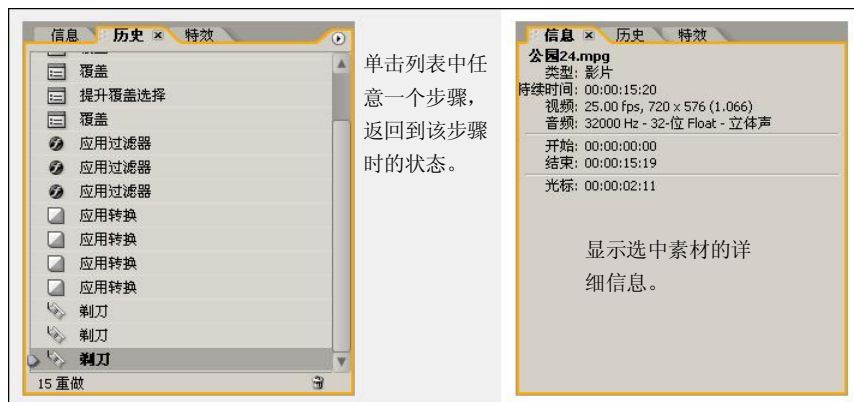 信息 历史 特效
覆盖
提升覆盖选择
覆盖
应用过滤器
应用过滤器
应用过滤器
应用转换
应用转换
应用转换
应用转换
剃刀
剃刀
剃刀
15 重做
单击列表中任
意一个步骤，
返回到该步骤
时的状态。
信息 历史 特效
公园24.mpg
类型: 影片
持续时间: 00:00:15:20
视频: 25.00 fps, 720 x 576 (1.066)
音频: 32000 Hz - 32-位 Float - 立体声
开始: 00:00:00:00
结束: 00:00:15:19
光标: 00:00:02:11
显示选中素材的详
细信息。